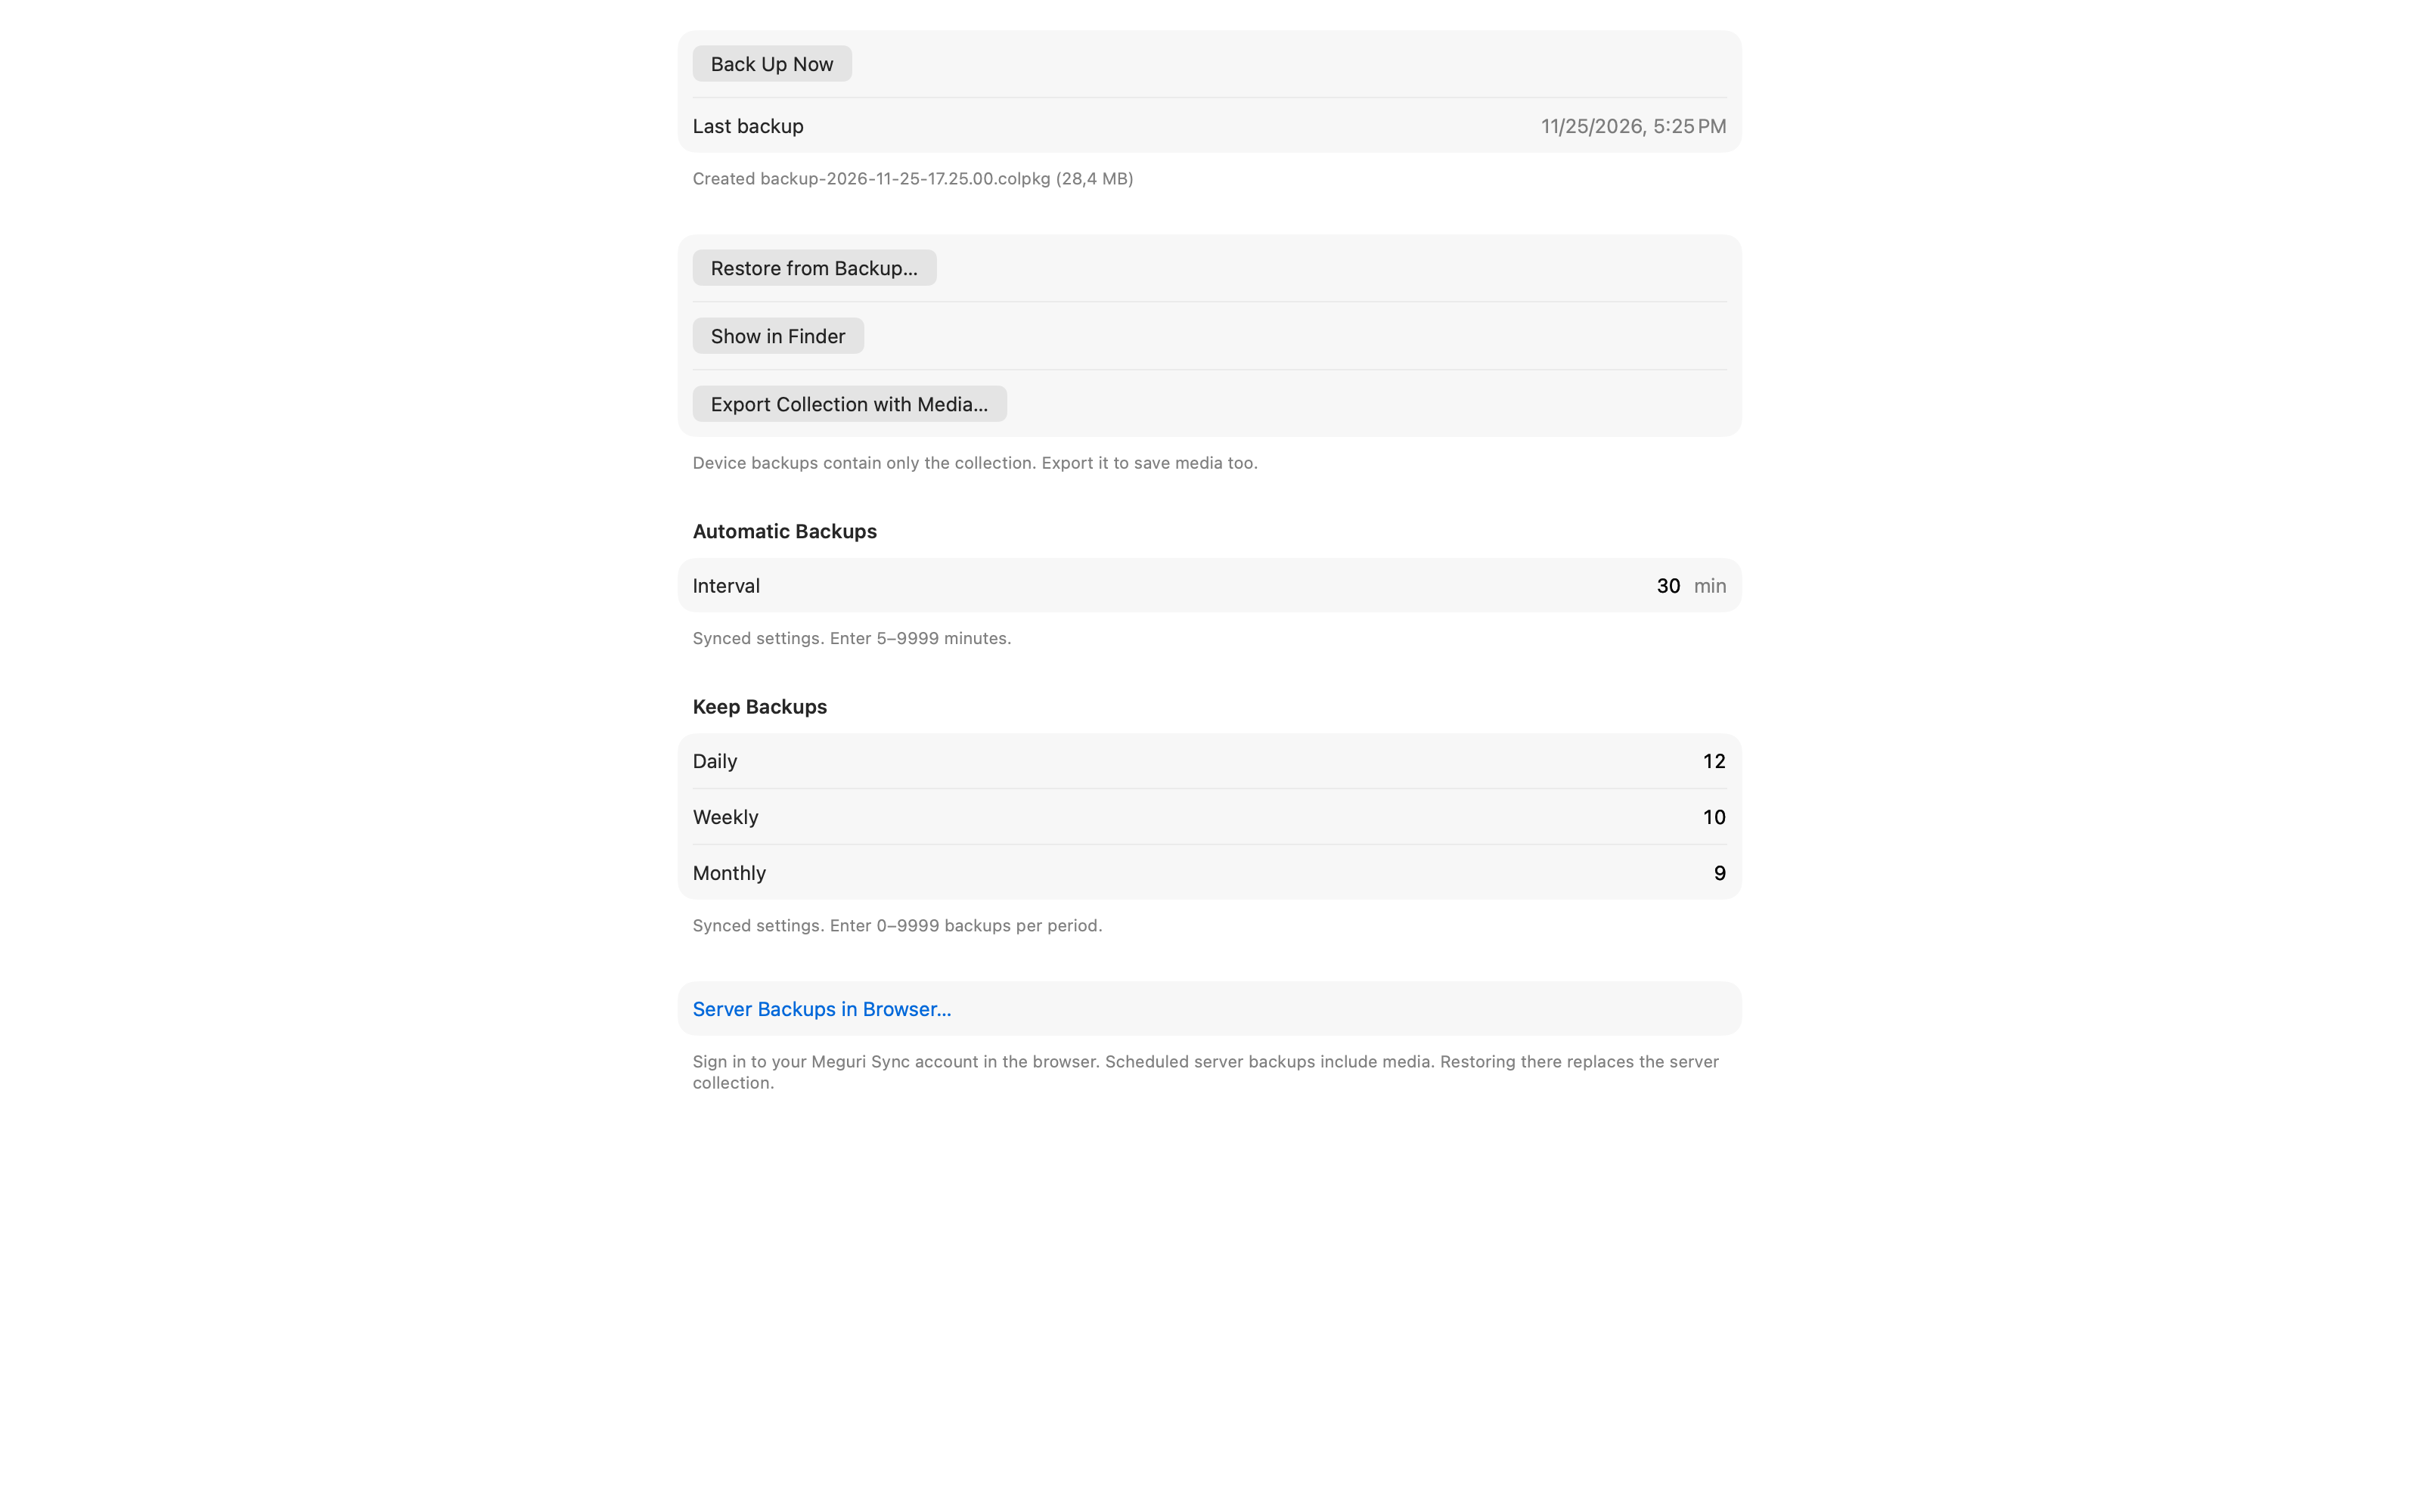 Back Up Now
Last backup 11/25/2026, 5:25 PM
Created backup-2026-11-25-17.25.00.colpkg (28,4 MB)
Restore from Backup...
Show in Finder
Export Collection with Media...
Device backups contain only the collection. Export it to save media too.
Automatic Backups
Interval 30 min
Synced settings. Enter 5–9999 minutes.
Keep Backups
Daily 12
Weekly 10
Monthly 9
Synced settings. Enter 0–9999 backups per period.
Server Backups in Browser...
Sign in to your Meguri Sync account in the browser. Scheduled server backups include media. Restoring there replaces the server
collection.